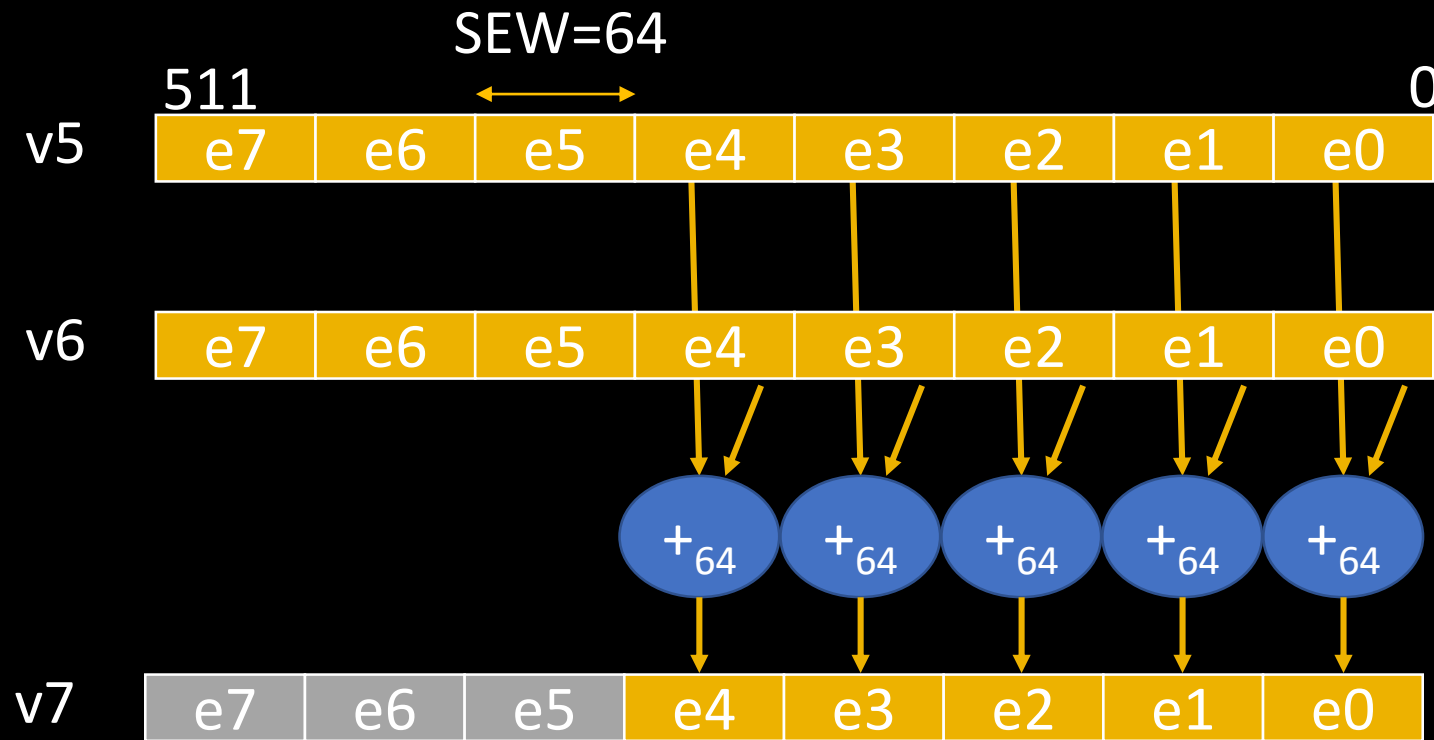 SEW=64
511 0
v5 e7 e6 e5 e4 e3 e2 e1 e0
v6 e7 e6 e5 e4 e3 e2 e1 e0
+64 +64 +64 +64 +64
v7 e7 e6 e5 e4 e3 e2 e1 e0